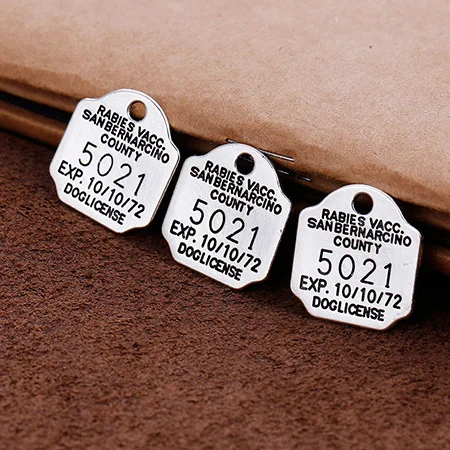 RABIES VACC.
SANBERNARCINO
COUNTY
5021
EXP. 10/10/72
DOGLICENSE
RABIES VACC.
SANBERNARCINO
COUNTY
5021
EXP. 10/10/72
DOGLICENSE
RABIES VACC.
SANBERNARCINO
COUNTY
5021
EXP. 10/10/72
DOGLICENSE